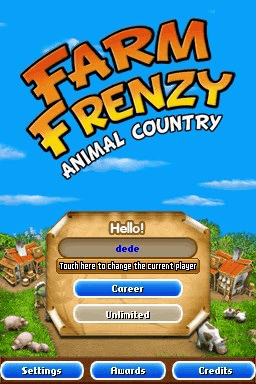 FARM
FRENZY
ANIMAL COUNTRY
Hello!
dede
Touch here to change the current player
Career
Unlimited
Settings
Awards
Credits